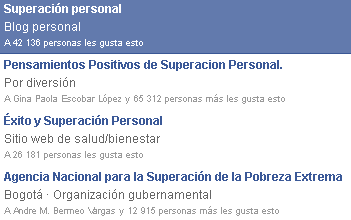 Superación personal
Blog personal
A 42 136 personas les gusta esto
Pensamientos Positivos de Superacion Personal.
Por diversión
A Gina Paola Escobar López y 65 312 personas más les gusta esto
Éxito y Superación Personal
Sitio web de salud/bienestar
A 26 181 personas les gusta esto
Agencia Nacional para la Superación de la Pobreza Extrema
Bogotá · Organización gubernamental
A Andre M. Bermeo Vargas y 12 915 personas más les gusta esto